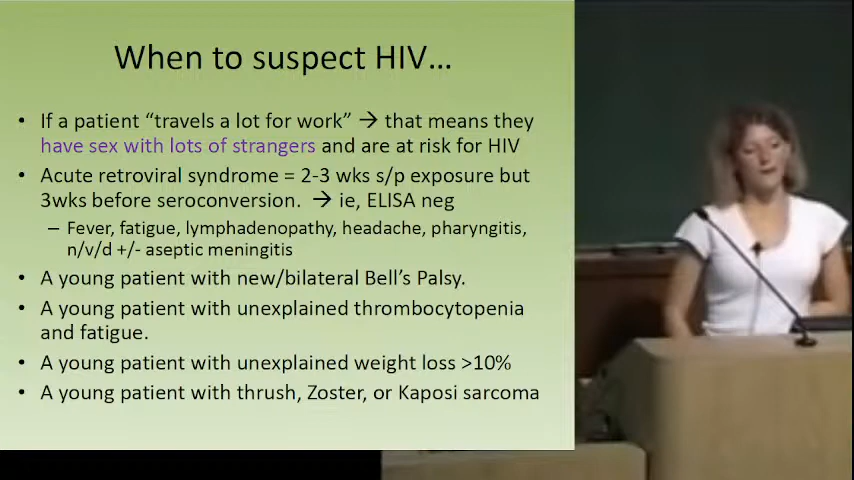 When to suspect HIV...
• If a patient “travels a lot for work” → that means they
have sex with lots of strangers and are at risk for HIV
• Acute retroviral syndrome = 2-3 wks s/p exposure but
3wks before seroconversion. → ie, ELISA neg
– Fever, fatigue, lymphadenopathy, headache, pharyngitis,
n/v/d +/- aseptic meningitis
• A young patient with new/bilateral Bell’s Palsy.
• A young patient with unexplained thrombocytopenia
and fatigue.
• A young patient with unexplained weight loss >10%
• A young patient with thrush, Zoster, or Kaposi sarcoma